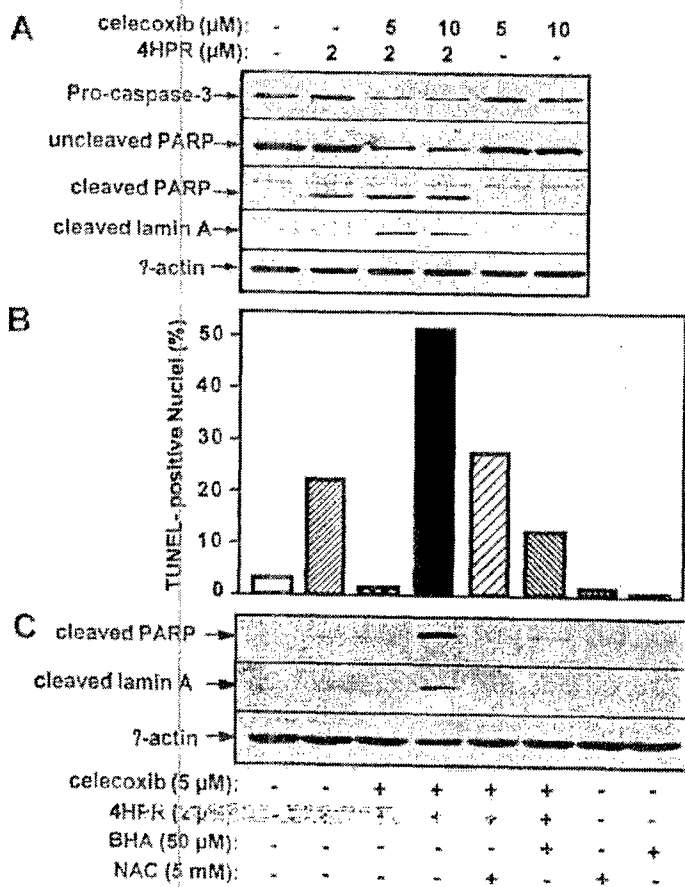 A
celecoxib (µM): - - 5 10 5 10
4HPR (µM): - 2 2 2 - -
Pro-caspase-3
uncleaved PARP
cleaved PARP
cleaved lamin A
?-actin
B
TUNEL- positive Nuclei (%)
50
40
30
20
10
0
C
cleaved PARP
cleaved lamin A
?-actin
celecoxib (5 µM): - - + + + + - -
4HPR
BHA (50 µM): - - - - - + - +
NAC (5 mM): - - - - + - + -